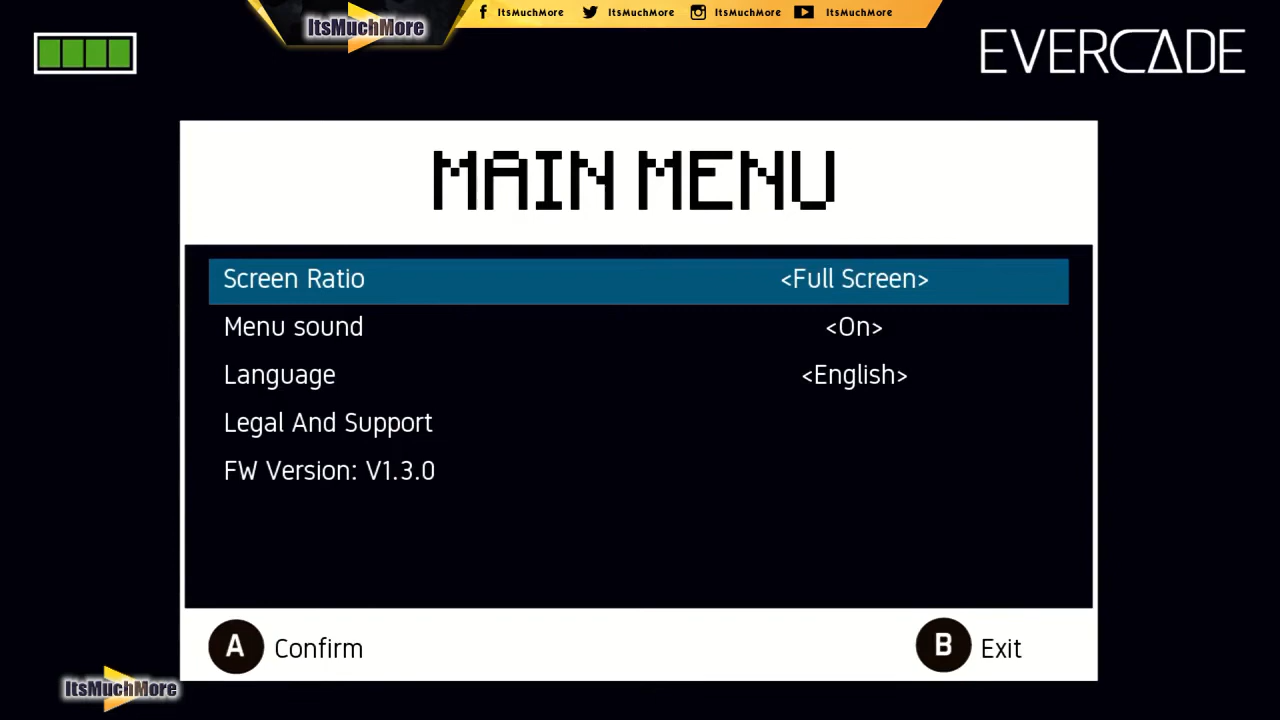 ItsMuchMore ItsMuchMore ItsMuchMore ItsMuchMore
ItsMuchMore
EVERCADE
MAIN MENU
Screen Ratio <Full Screen>
Menu sound <On>
Language <English>
Legal And Support
FW Version: V1.3.0
A Confirm B Exit
ItsMuchMore